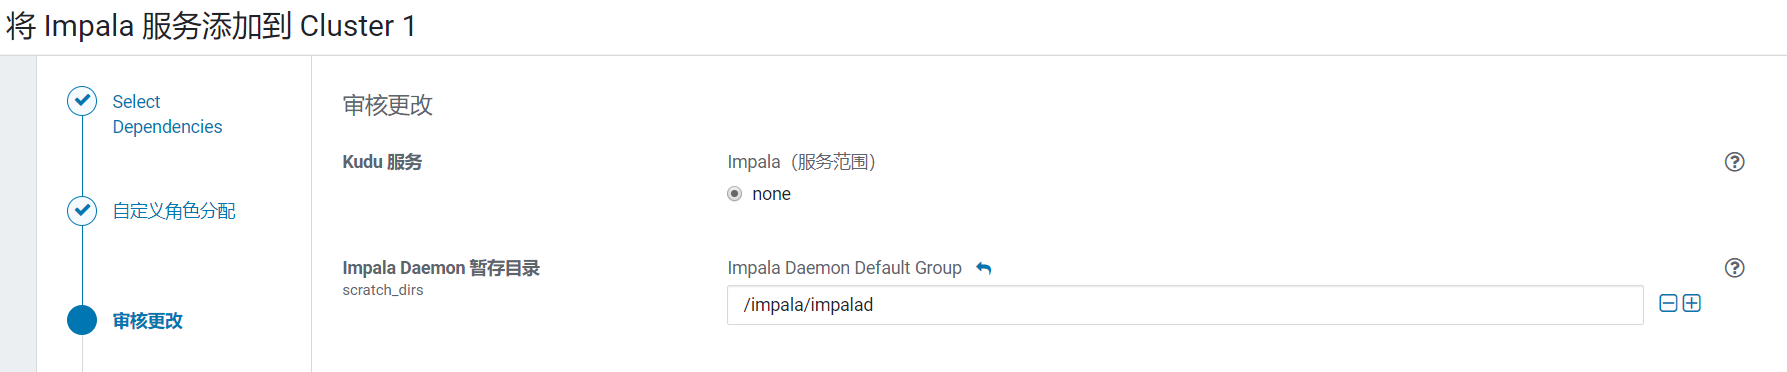 将 Impala 服务添加到 Cluster 1
Select
Dependencies
自定义角色分配
审核更改
审核更改
Kudu 服务
Impala（服务范围）
none
Impala Daemon 暂存目录
scratch_dirs
Impala Daemon Default Group
/impala/impalad